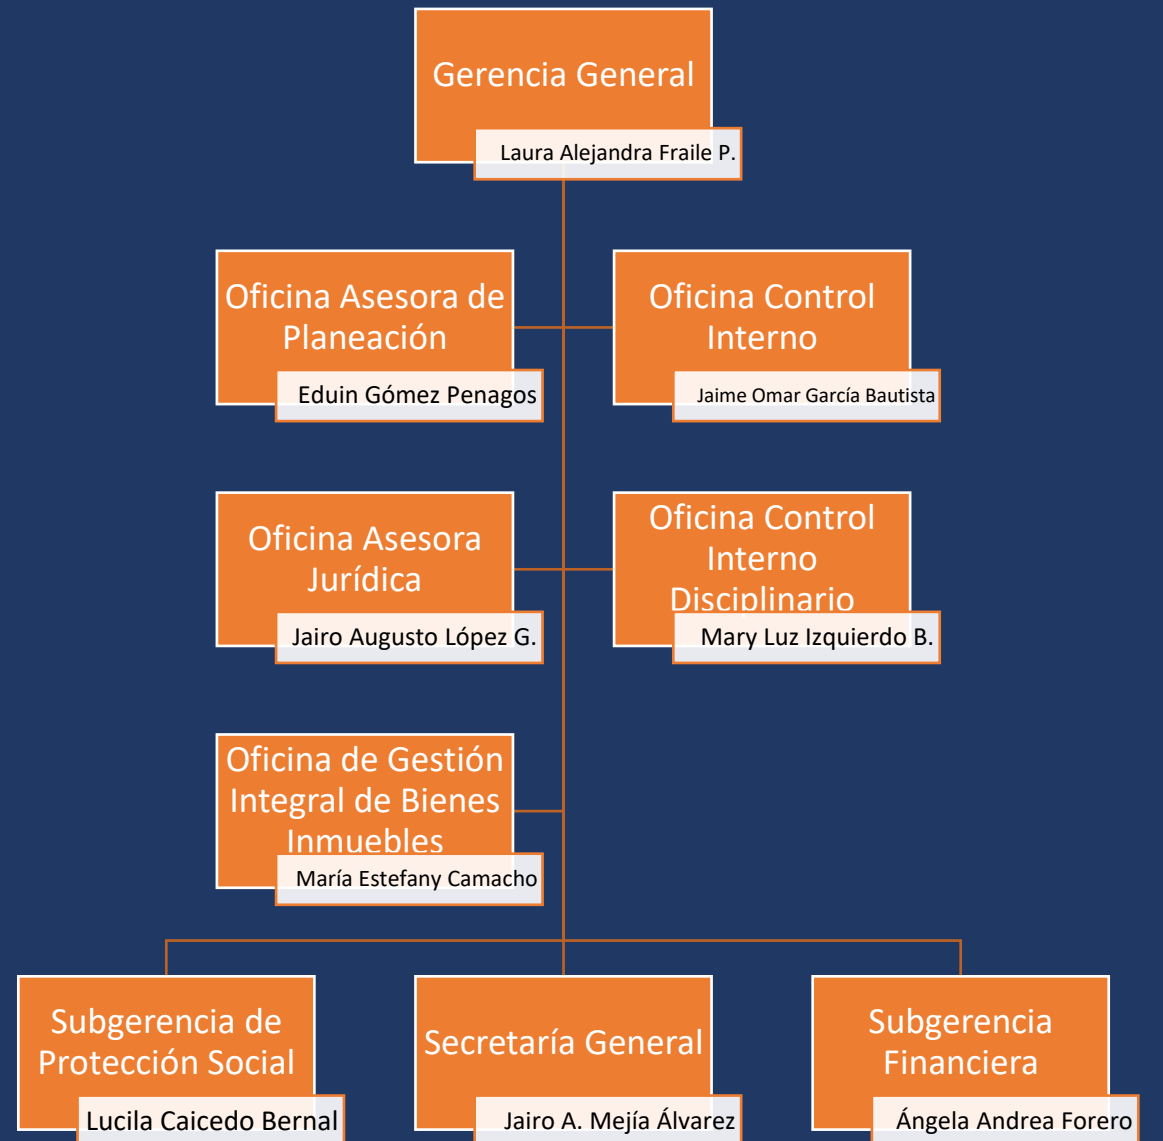 Gerencia General
Laura Alejandra Fraile P.
Oficina Asesora de
Planeación
Eduin Gómez Penagos
Oficina Control
Interno
Jaime Omar García Bautista
Oficina Asesora
Jurídica
Jairo Augusto López G.
Oficina Control
Interno
Disciplinario
Mary Luz Izquierdo B.
Oficina de Gestión
Integral de Bienes
Inmuebles
María Estefany Camacho
Subgerencia de
Protección Social
Lucila Caicedo Bernal
Secretaría General
Jairo A. Mejía Álvarez
Subgerencia
Financiera
Ángela Andrea Forero